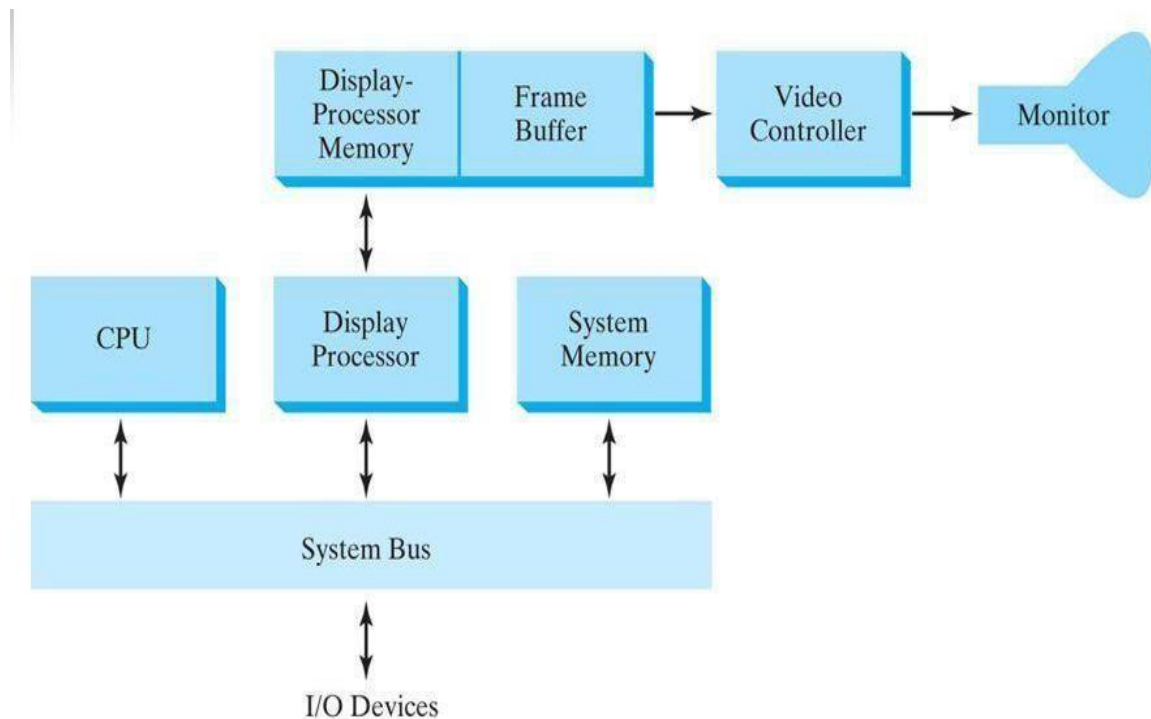 Display-
Processor
Memory
Frame
Buffer
Video
Controller
Monitor
CPU
Display
Processor
System
Memory
System Bus
I/O Devices